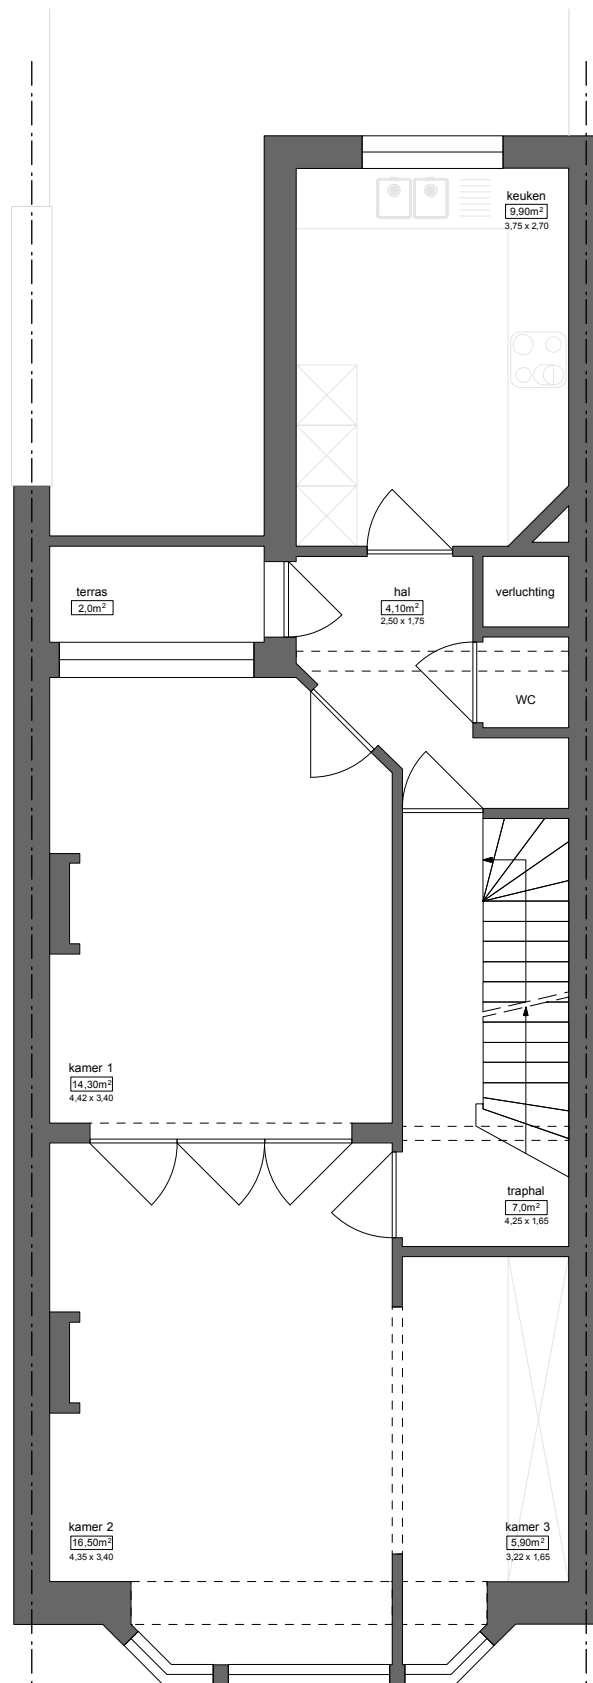 keuken
9,90m²
3,75 x 2,70
terras
2,0m²
hal
4,10m²
2,50 x 1,75
verluchting
WC
kamer 1
14,30m²
4,42 x 3,40
traphal
7,0m²
4,25 x 1,65
kamer 2
16,50m²
4,35 x 3,40
kamer 3
5,90m²
3,22 x 1,65